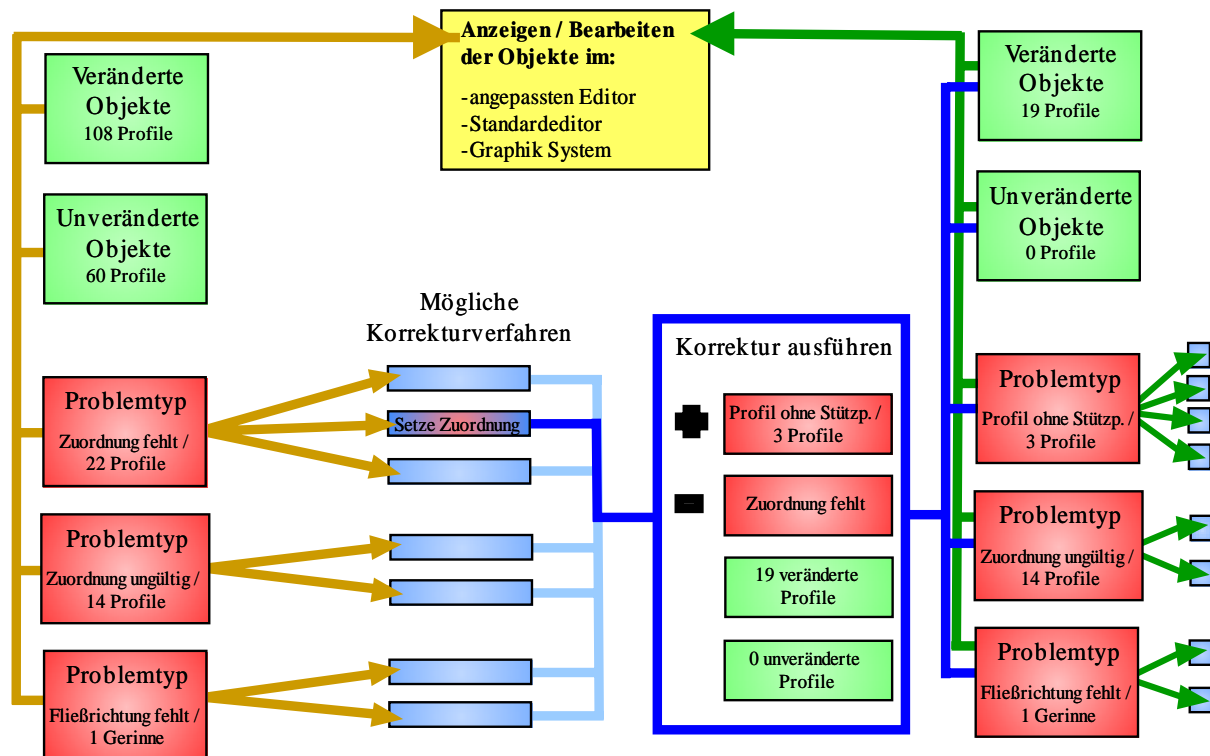 Anzeigen / Bearbeiten
der Objekte im:
-angepassten Editor
-Standardeditor
-Graphik System
Veränderte
Objekte
108 Profile
Unveränderte
Objekte
60 Profile
Problemtyp
Zuordnung fehlt /
22 Profile
Problemtyp
Zuordnung ungültig /
14 Profile
Problemtyp
Fließrichtung fehlt /
1 Gerinne
Mögliche
Korrekturverfahren
Setze Zuordnung
Korrektur ausführen
Profil ohne Stützp. /
3 Profile
Zuordnung fehlt
19 veränderte
Profile
0 unveränderte
Profile
Veränderte
Objekte
19 Profile
Unveränderte
Objekte
0 Profile
Problemtyp
Profil ohne Stützp. /
3 Profile
Problemtyp
Zuordnung ungültig /
14 Profile
Problemtyp
Fließrichtung fehlt /
1 Gerinne